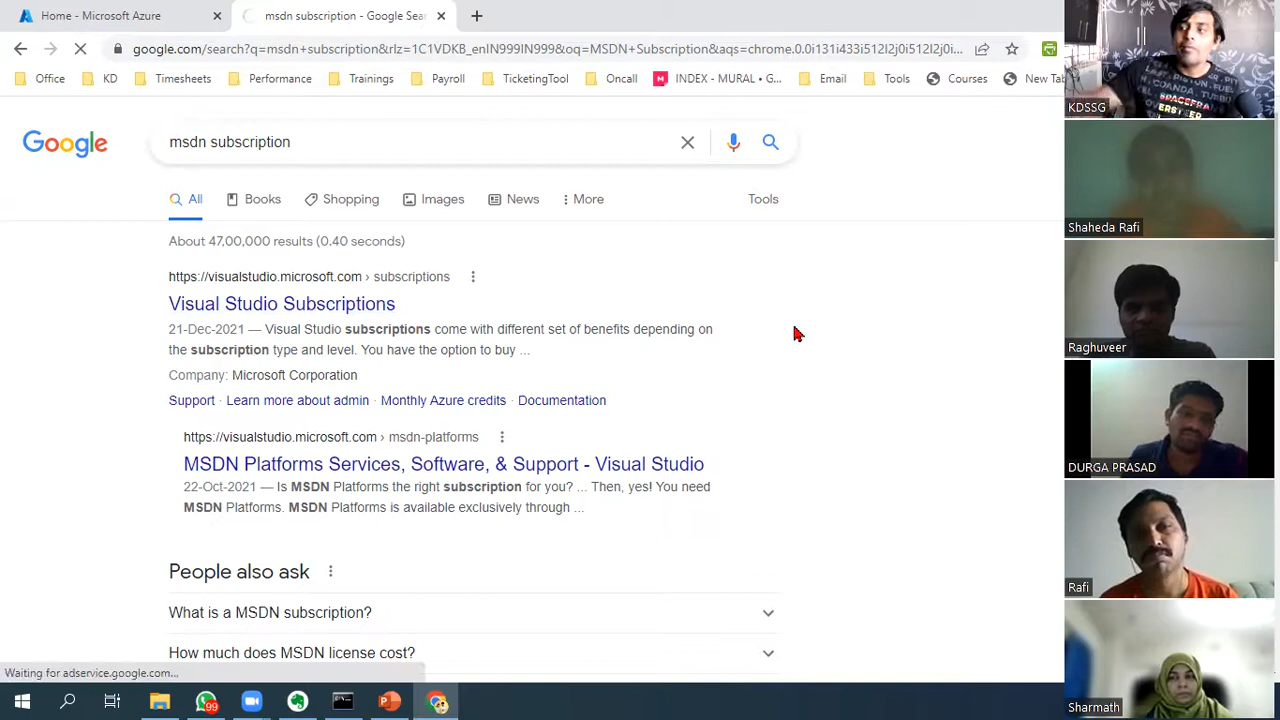 Home - Microsoft Azure
msdn subscription - Google Sear
google.com/search?q=msdn+subscription&rlz=1C1VDKB_enIN999IN999&oq=MSDN+Subscription&aqs=chrome.0.0i131i433i512l2j0i512l2j0i...
Office KD Timesheets Performance Trainings Payroll TicketingTool Oncall INDEX - MURAL • G... Email Tools Courses New Tab
Google
msdn subscription
All Books Shopping Images News More Tools
About 47,00,000 results (0.40 seconds)
https://visualstudio.microsoft.com › subscriptions
Visual Studio Subscriptions
21-Dec-2021 — Visual Studio subscriptions come with different set of benefits depending on
the subscription type and level. You have the option to buy ...
Company: Microsoft Corporation
Support · Learn more about admin · Monthly Azure credits · Documentation
https://visualstudio.microsoft.com › msdn-platforms
MSDN Platforms Services, Software, & Support - Visual Studio
22-Oct-2021 — Is MSDN Platforms the right subscription for you? ... Then, yes! You need
MSDN Platforms. MSDN Platforms is available exclusively through ...
People also ask
What is a MSDN subscription?
How much does MSDN license cost?
Waiting for adservice.google.com...
99
KDSSG
Shaheda Rafi
Raghuveer
DURGA PRASAD
Rafi
Sharmath